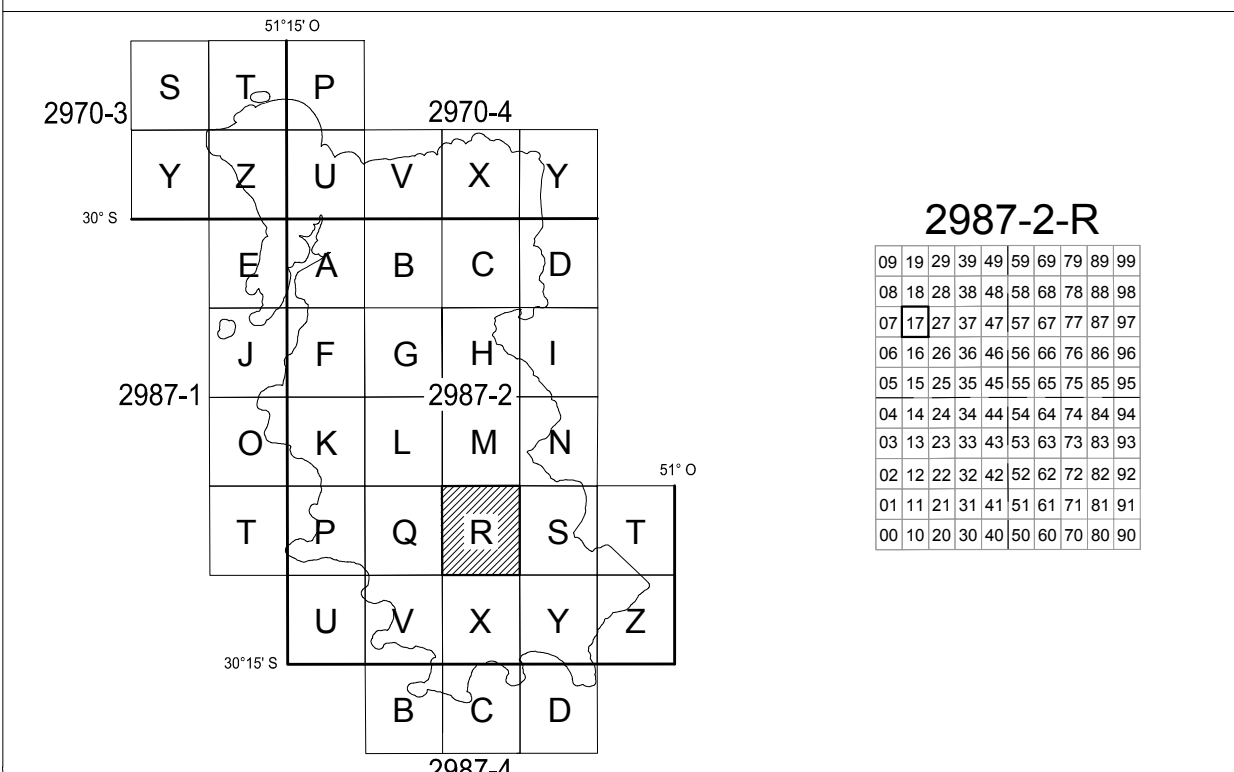 51°15' O
S T P
2970-3 2970-4
Y Z U V X Y
30° S
E A B C D
J F G H I
2987-1 2987-2
O K L M N
51° O
T P Q R S T
U V X Y Z
30°15' S
B C D
2987-4
2987-2-R
09 19 29 39 49 59 69 79 89 99
08 18 28 38 48 58 68 78 88 98
07 17 27 37 47 57 67 77 87 97
06 16 26 36 46 56 66 76 86 96
05 15 25 35 45 55 65 75 85 95
04 14 24 34 44 54 64 74 84 94
03 13 23 33 43 53 63 73 83 93
02 12 22 32 42 52 62 72 82 92
01 11 21 31 41 51 61 71 81 91
00 10 20 30 40 50 60 70 80 90